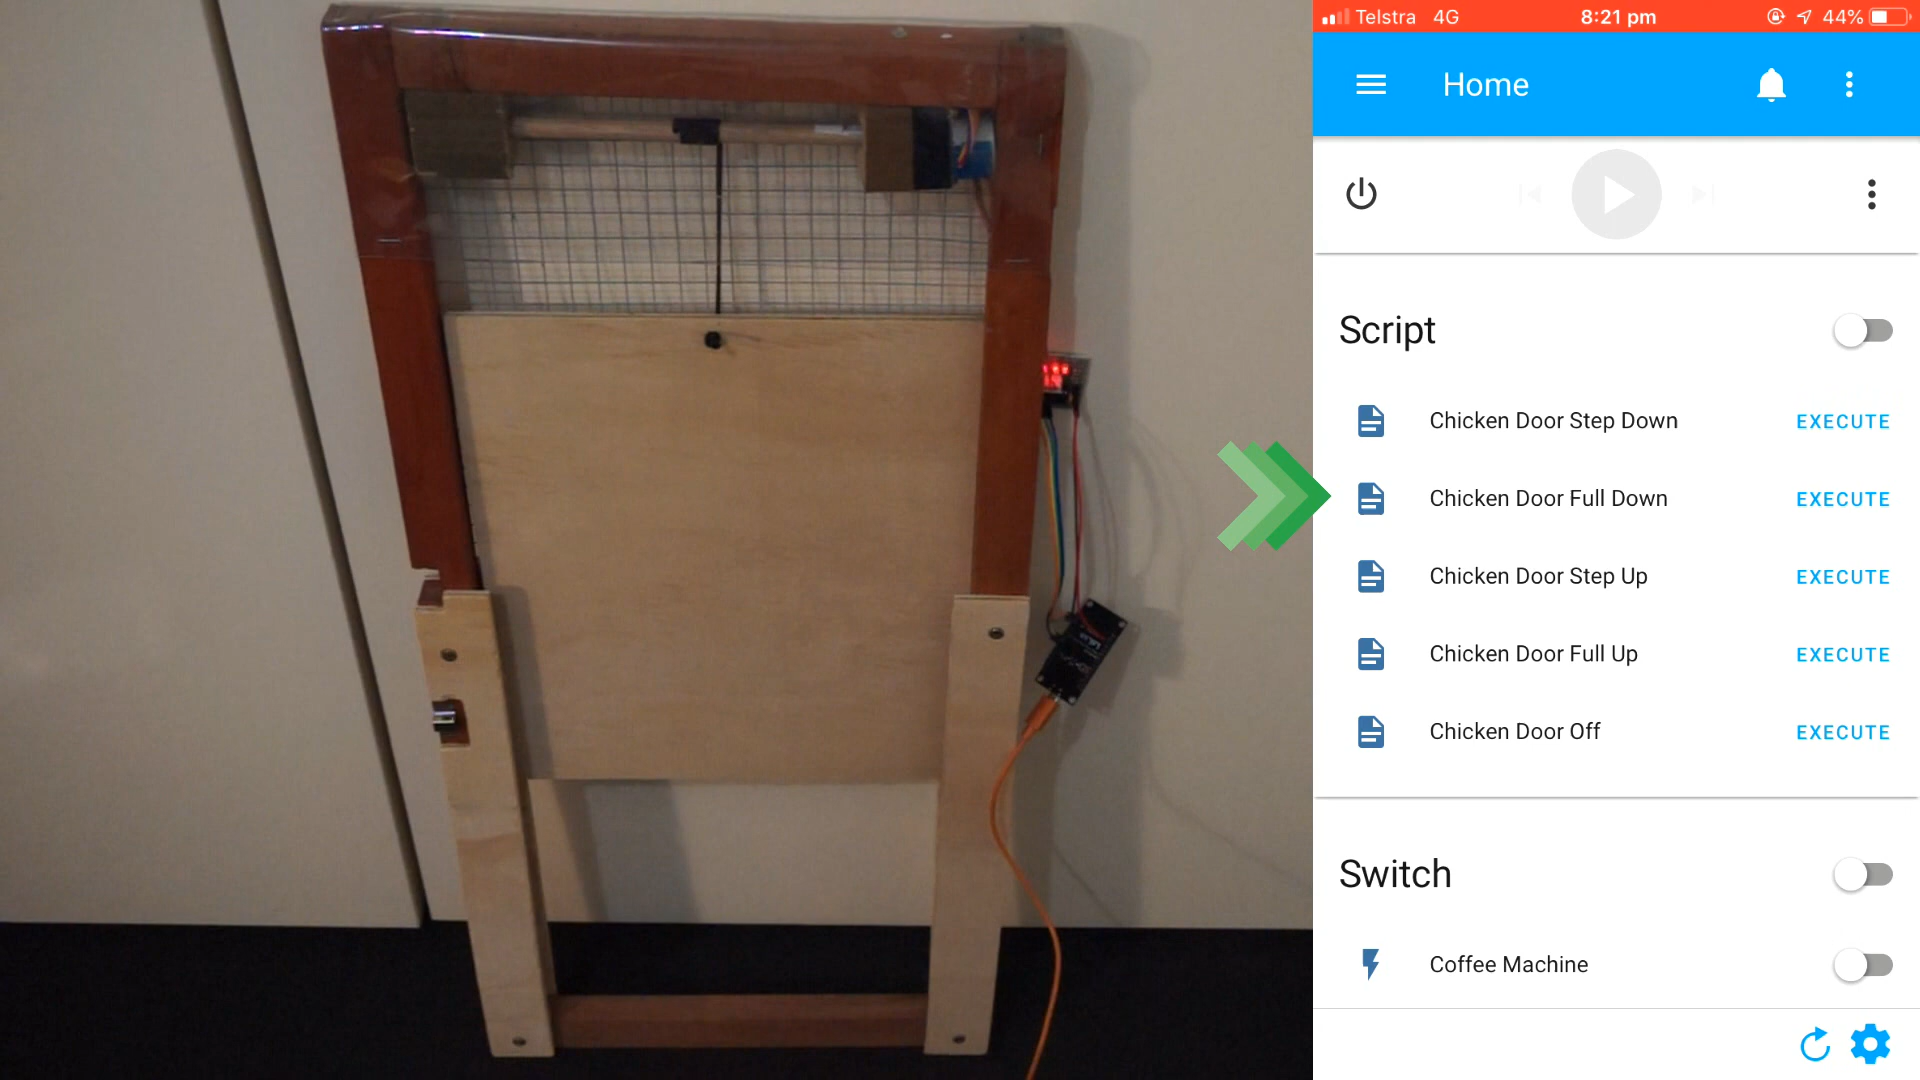 Telstra 4G 8:21 pm 44%
Home
Script
Chicken Door Step Down EXECUTE
Chicken Door Full Down EXECUTE
Chicken Door Step Up EXECUTE
Chicken Door Full Up EXECUTE
Chicken Door Off EXECUTE
Switch
Coffee Machine